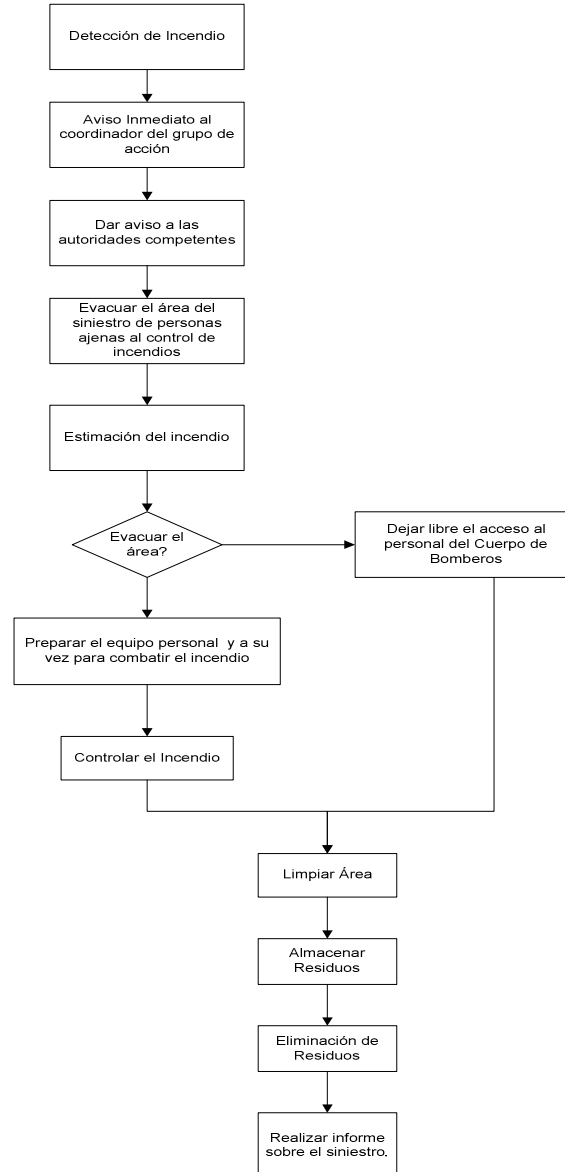 Detección de Incendio
Aviso Inmediato al
coordinador del grupo de
acción
Dar aviso a las
autoridades competentes
Evacuar el área del
siniestro de personas
ajenas al control de
incendios
Estimación del incendio
Evacuar el
área?
Dejar libre el acceso al
personal del Cuerpo de
Bomberos
Preparar el equipo personal y a su
vez para combatir el incendio
Controlar el Incendio
Limpiar Área
Almacenar
Residuos
Eliminación de
Residuos
Realizar informe
sobre el siniestro.